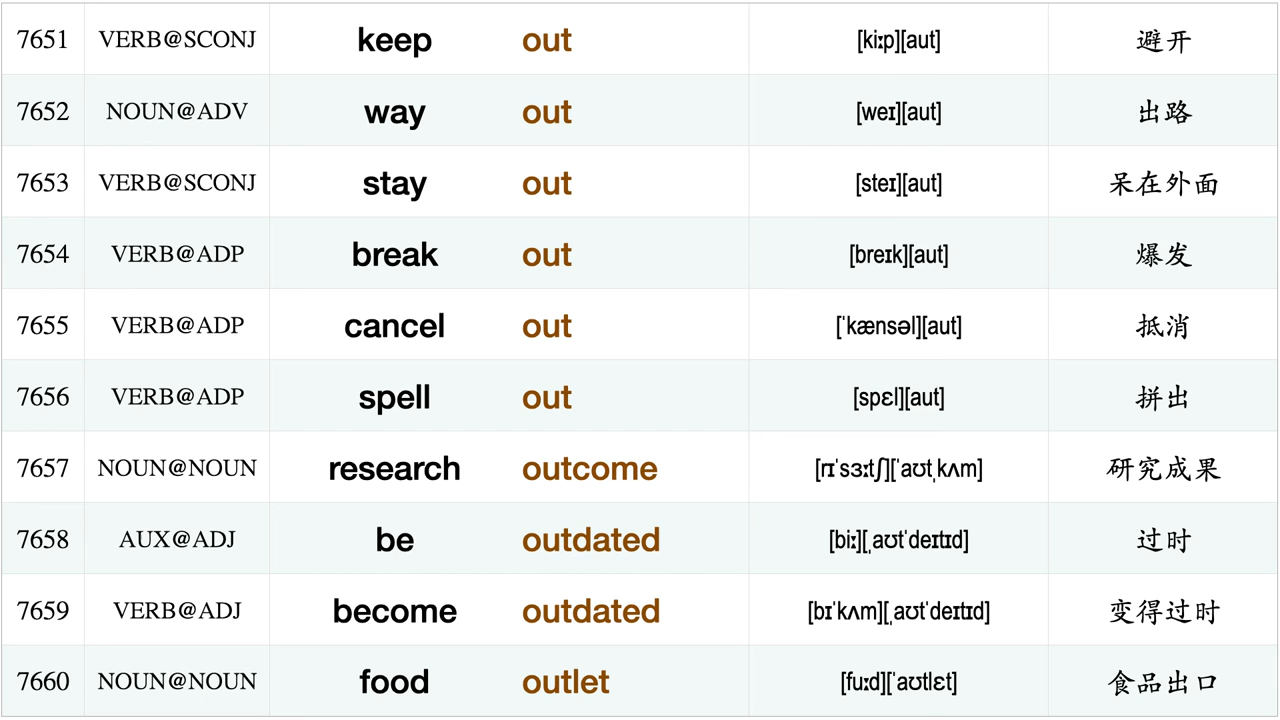 7651 VERB@SCONJ keep out [kiːp][aut] 避开
7652 NOUN@ADV way out [weɪ][aut] 出路
7653 VERB@SCONJ stay out [steɪ][aut] 呆在外面
7654 VERB@ADP break out [breɪk][aut] 爆发
7655 VERB@ADP cancel out [ˈkænsəl][aut] 抵消
7656 VERB@ADP spell out [spɛl][aut] 拼出
7657 NOUN@NOUN research outcome [rɪˈsɜːtʃ][ˈaʊtˌkʌm] 研究成果
7658 AUX@ADJ be outdated [biː][ˌaʊtˈdeɪtɪd] 过时
7659 VERB@ADJ become outdated [bɪˈkʌm][ˌaʊtˈdeɪtɪd] 变得过时
7660 NOUN@NOUN food outlet [fuːd][ˈaʊtlɛt] 食品出口